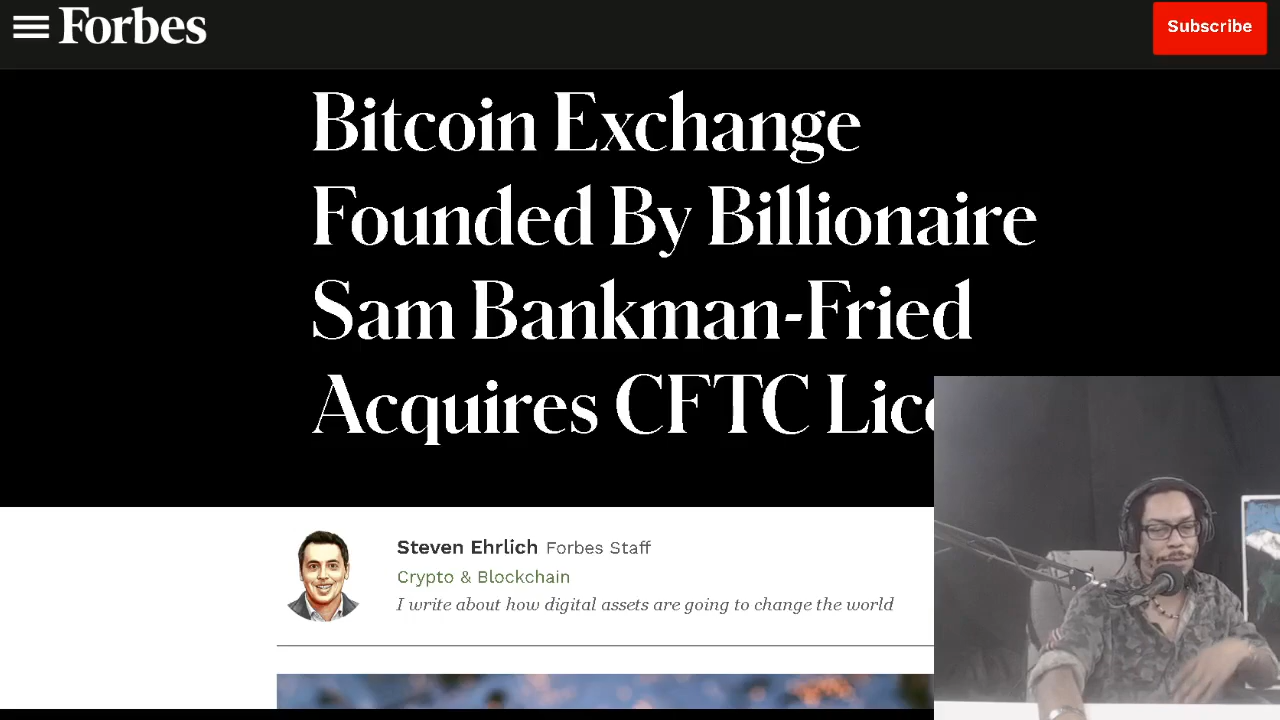 Forbes
Subscribe
Bitcoin Exchange
Founded By Billionaire
Sam Bankman-Fried
Acquires CFTC
Steven Ehrlich Forbes Staff
Crypto & Blockchain
I write about how digital assets are going to change the world